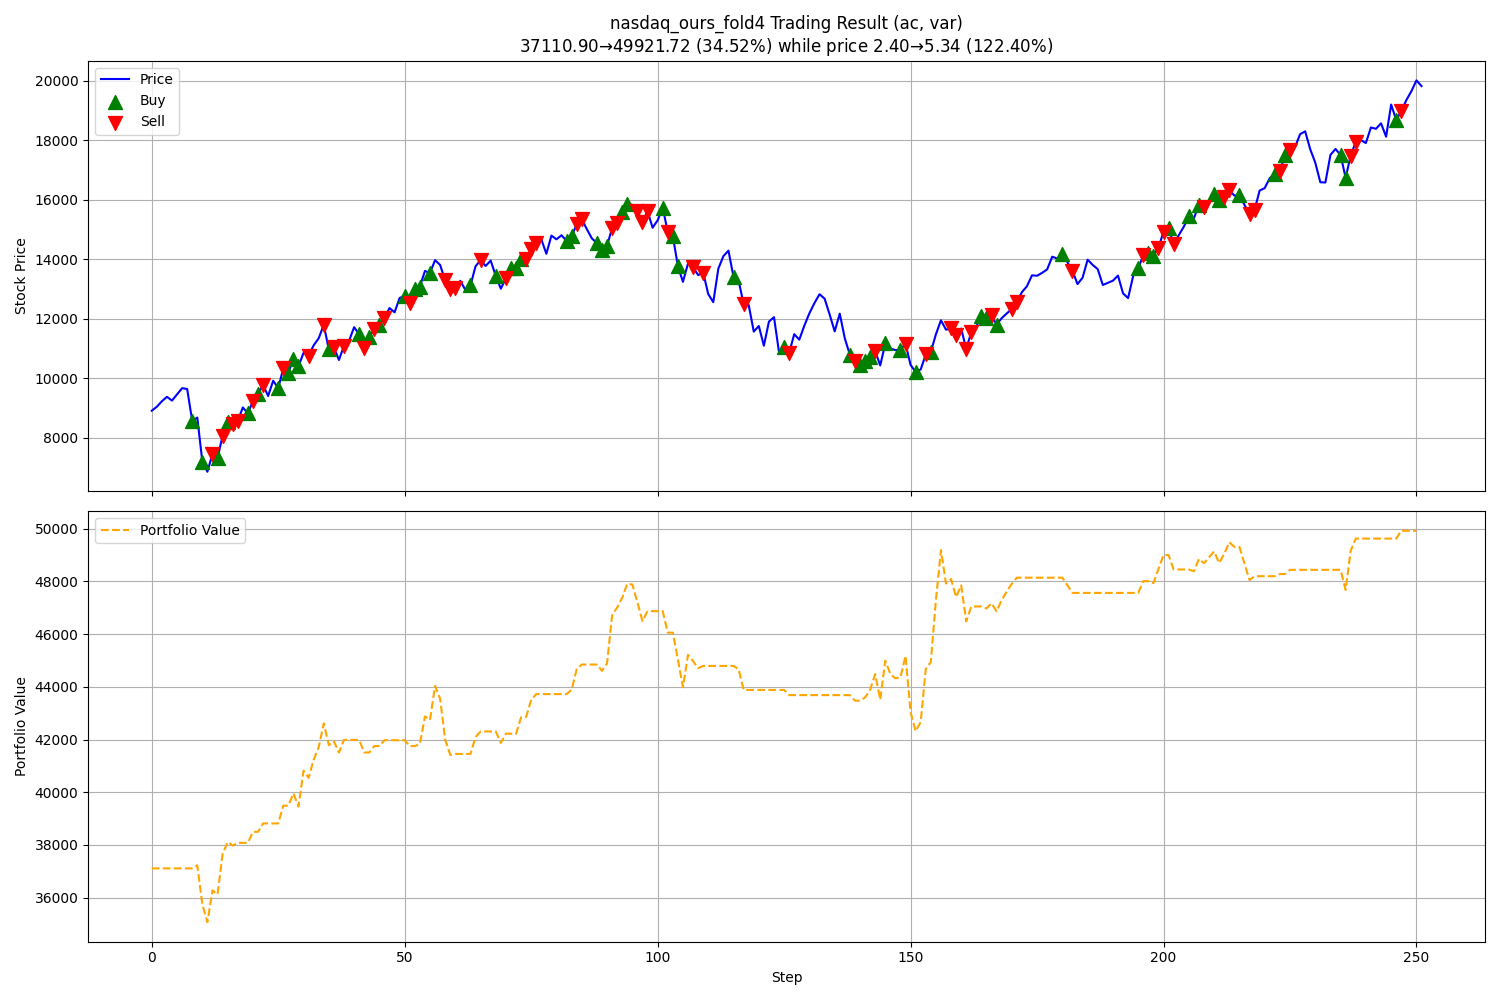 nasdaq_ours_fold4 Trading Result (ac, var)
37110.90→49921.72 (34.52%) while price 2.40→5.34 (122.40%)
Price
Buy
Sell
Stock Price
20000
18000
16000
14000
12000
10000
8000
Portfolio Value
Portfolio Value
50000
48000
46000
44000
42000
40000
38000
36000
0
50
100
150
200
250
Step